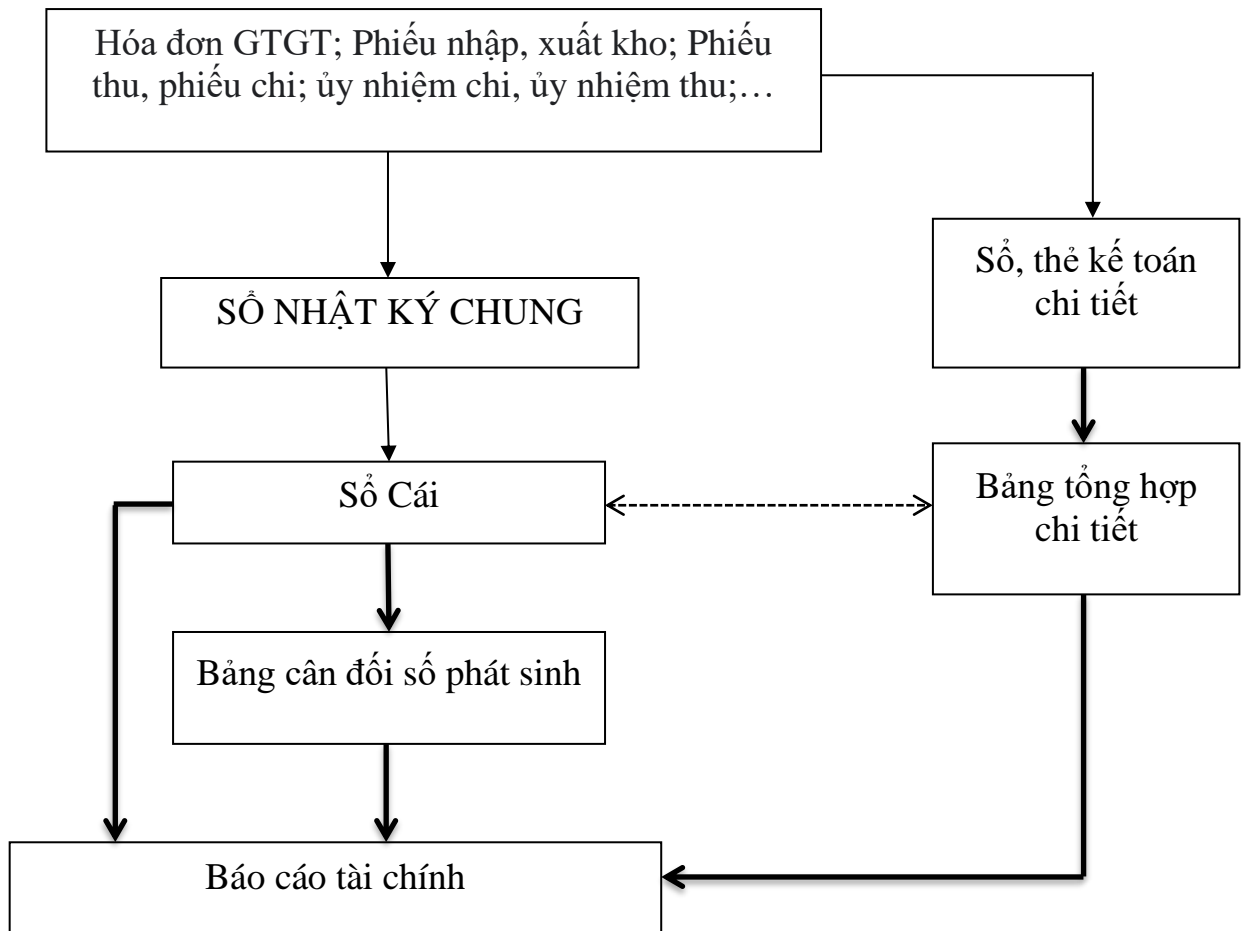 Hóa đơn GTGT; Phiếu nhập, xuất kho; Phiếu
thu, phiếu chi; ủy nhiệm chi, ủy nhiệm thu;…
Sổ, thẻ kế toán
chi tiết
SỔ NHẬT KÝ CHUNG
Sổ Cái
Bảng tổng hợp
chi tiết
Bảng cân đối số phát sinh
Báo cáo tài chính